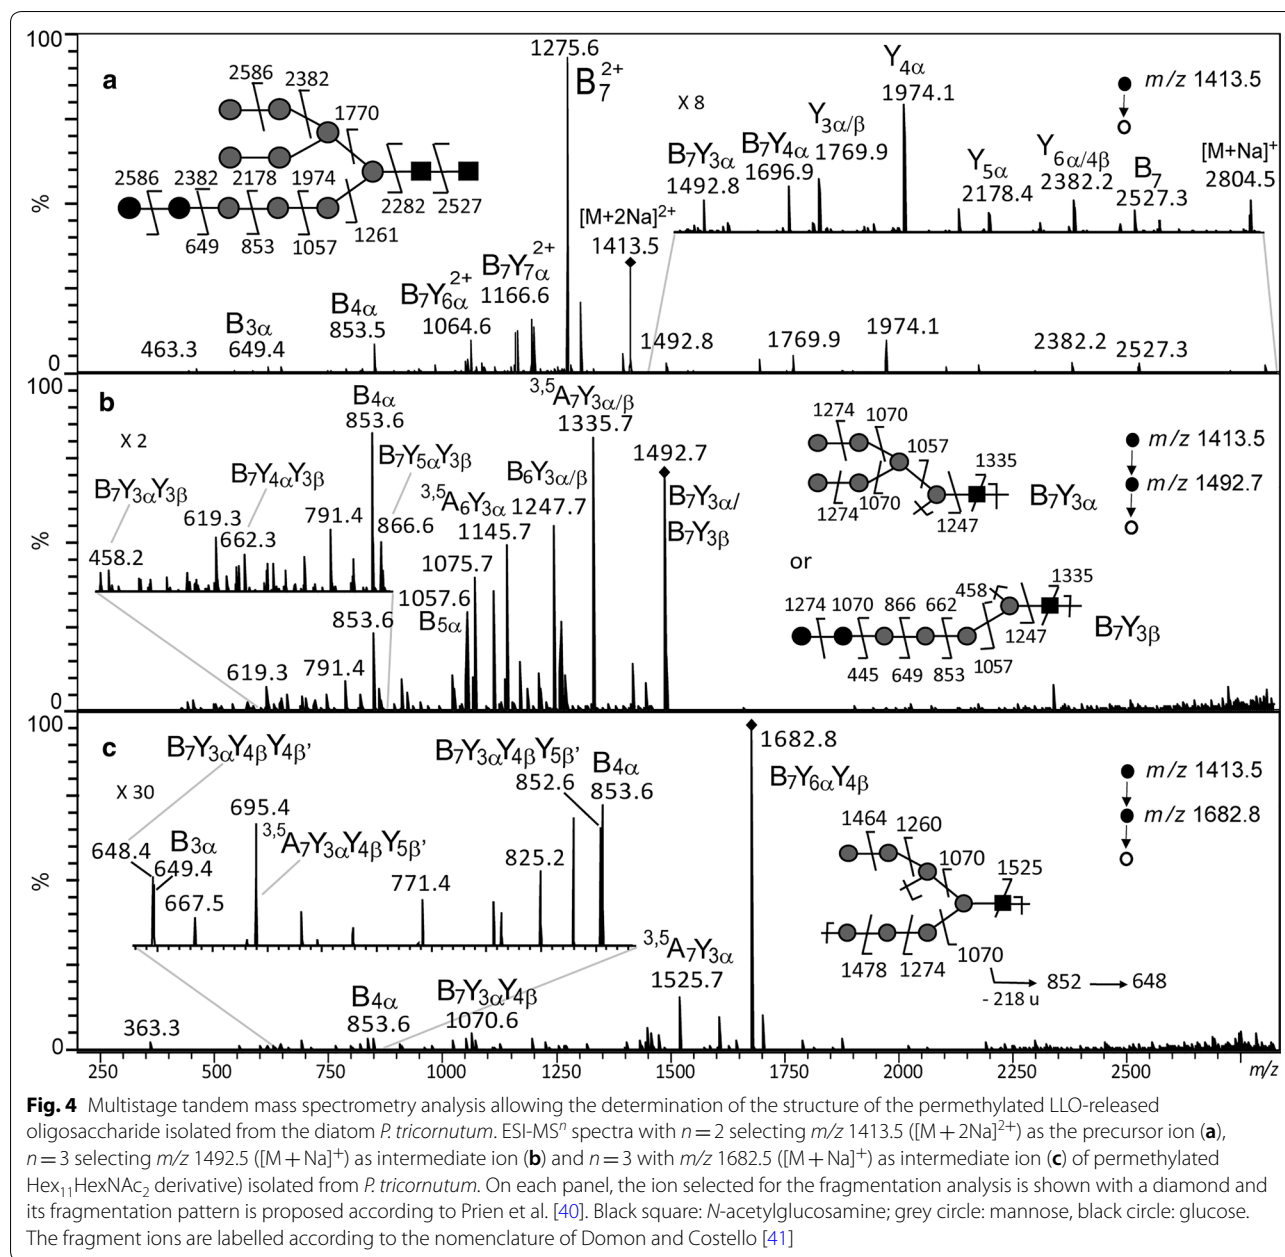 100
a
2586
2382
1770
2586 2382 2178 1974
2282 2527
649 853 1057 1261
%
463.3
B3α
649.4
B4α
853.5
B7Y6α2+
1064.6
B7Y7α2+
1166.6
1275.6
B72+
[M+2Na]2+
1413.5
X 8
B7Y3α
1492.8
B7Y4α
1696.9
Y3α/β
1769.9
Y4α
1974.1
Y5α
2178.4
Y6α/4β
2382.2
B7
2527.3
[M+Na]+
2804.5
m/z 1413.5
1492.8 1769.9 1974.1 2382.2 2527.3
0
100
b
X 2
B7Y3αY3β
458.2
619.3
B7Y4αY3β
662.3
791.4
B4α
853.6
B7Y5αY3β
866.6
%
619.3 791.4 853.6
1057.6
B5α
1075.7
3,5A6Y3α
1145.7
B6Y3α/β
1247.7
3,5A7Y3α/β
1335.7
1492.7
B7Y3α/
B7Y3β
1274 1070
1057
1335
1274 1070 1247
B7Y3α
or
1274 1070 866 662 458 1335
445 649 853 1057 1247
B7Y3β
m/z 1413.5
m/z 1492.7
0
100
c
X 30
B7Y3αY4βY4β'
648.4
B3α
649.4
667.5
695.4
3,5A7Y3αY4βY5β'
771.4
825.2
B7Y3αY4βY5β'
852.6
B4α
853.6
%
363.3
B4α
853.6
B7Y3αY4β
1070.6
3,5A7Y3α
1525.7
1682.8
B7Y6αY4β
1464 1260
1070 1525
1478 1274 1070
- 218 u
852 648
m/z 1413.5
m/z 1682.8
0
250 500 750 1000 1250 1500 1750 2000 2250 2500 m/z
Fig. 4 Multistage tandem mass spectrometry analysis allowing the determination of the structure of the permethylated LLO-released
oligosaccharide isolated from the diatom P. tricornutum. ESI-MSn spectra with n = 2 selecting m/z 1413.5 ([M + 2Na]2+) as the precursor ion (a),
n = 3 selecting m/z 1492.5 ([M + Na]+) as intermediate ion (b) and n = 3 with m/z 1682.5 ([M + Na]+) as intermediate ion (c) of permethylated
Hex11HexNAc2 derivative) isolated from P. tricornutum. On each panel, the ion selected for the fragmentation analysis is shown with a diamond and
its fragmentation pattern is proposed according to Prien et al. [40]. Black square: N-acetylglucosamine; grey circle: mannose, black circle: glucose.
The fragment ions are labelled according to the nomenclature of Domon and Costello [41]